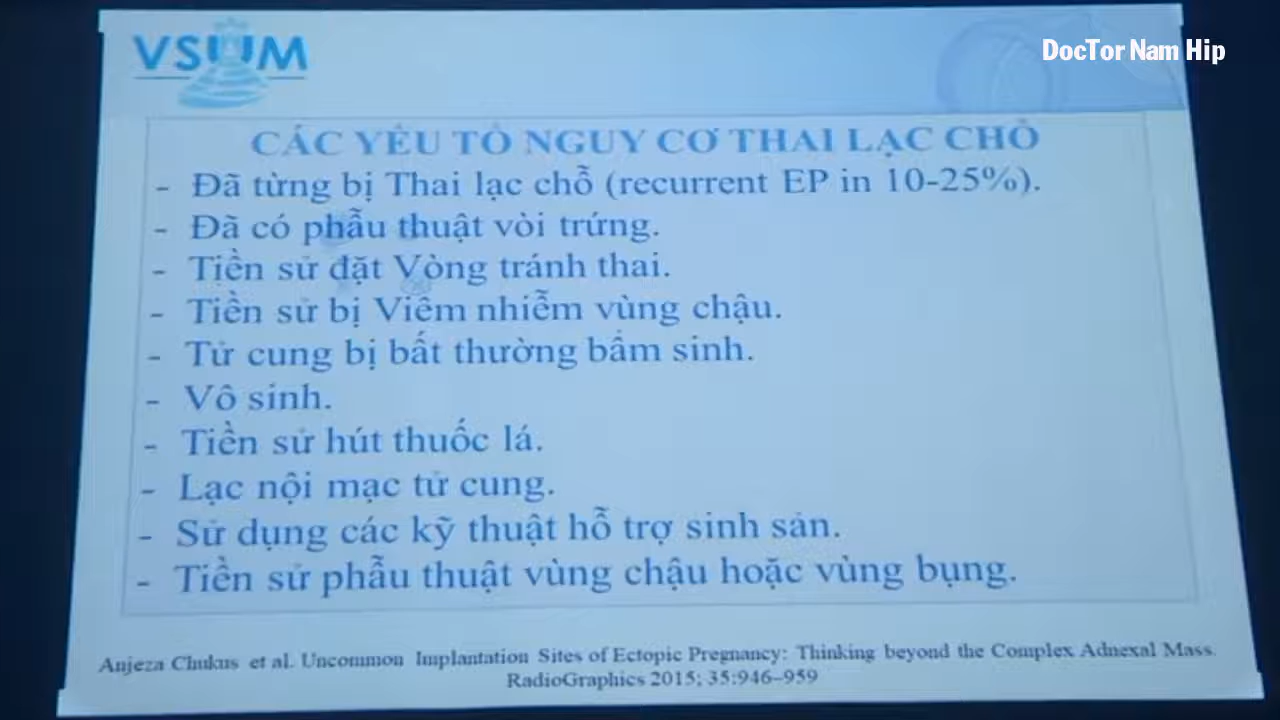 VSUM
DocTor Nam Hip
CÁC YẾU TỐ NGUY CƠ THAI LẠC CHỖ
- Đã từng bị Thai lạc chỗ (recurrent EP in 10-25%).
- Đã có phẫu thuật vòi trứng.
- Tiền sử đặt Vòng tránh thai.
- Tiền sử bị Viêm nhiễm vùng chậu.
- Tử cung bị bất thường bẩm sinh.
- Vô sinh.
- Tiền sử hút thuốc lá.
- Lạc nội mạc tử cung.
- Sử dụng các kỹ thuật hỗ trợ sinh sản.
- Tiền sử phẫu thuật vùng chậu hoặc vùng bụng.
Anjeza Chukus et al. Uncommon Implantation Sites of Ectopic Pregnancy: Thinking beyond the Complex Adnexal Mass.
RadioGraphics 2015; 35:946–959